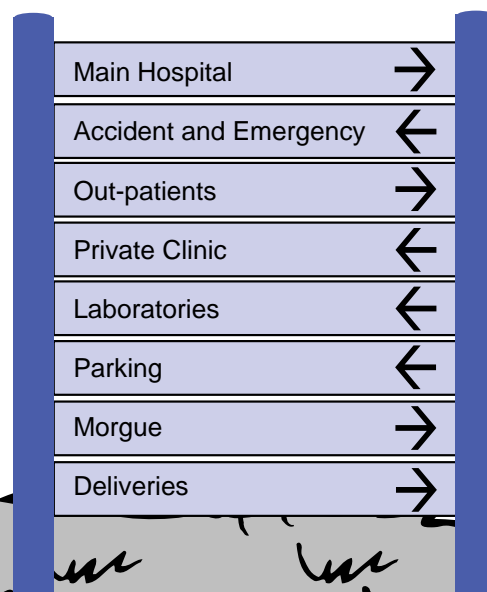 Main Hospital
Accident and Emergency
Out-patients
Private Clinic
Laboratories
Parking
Morgue
Deliveries